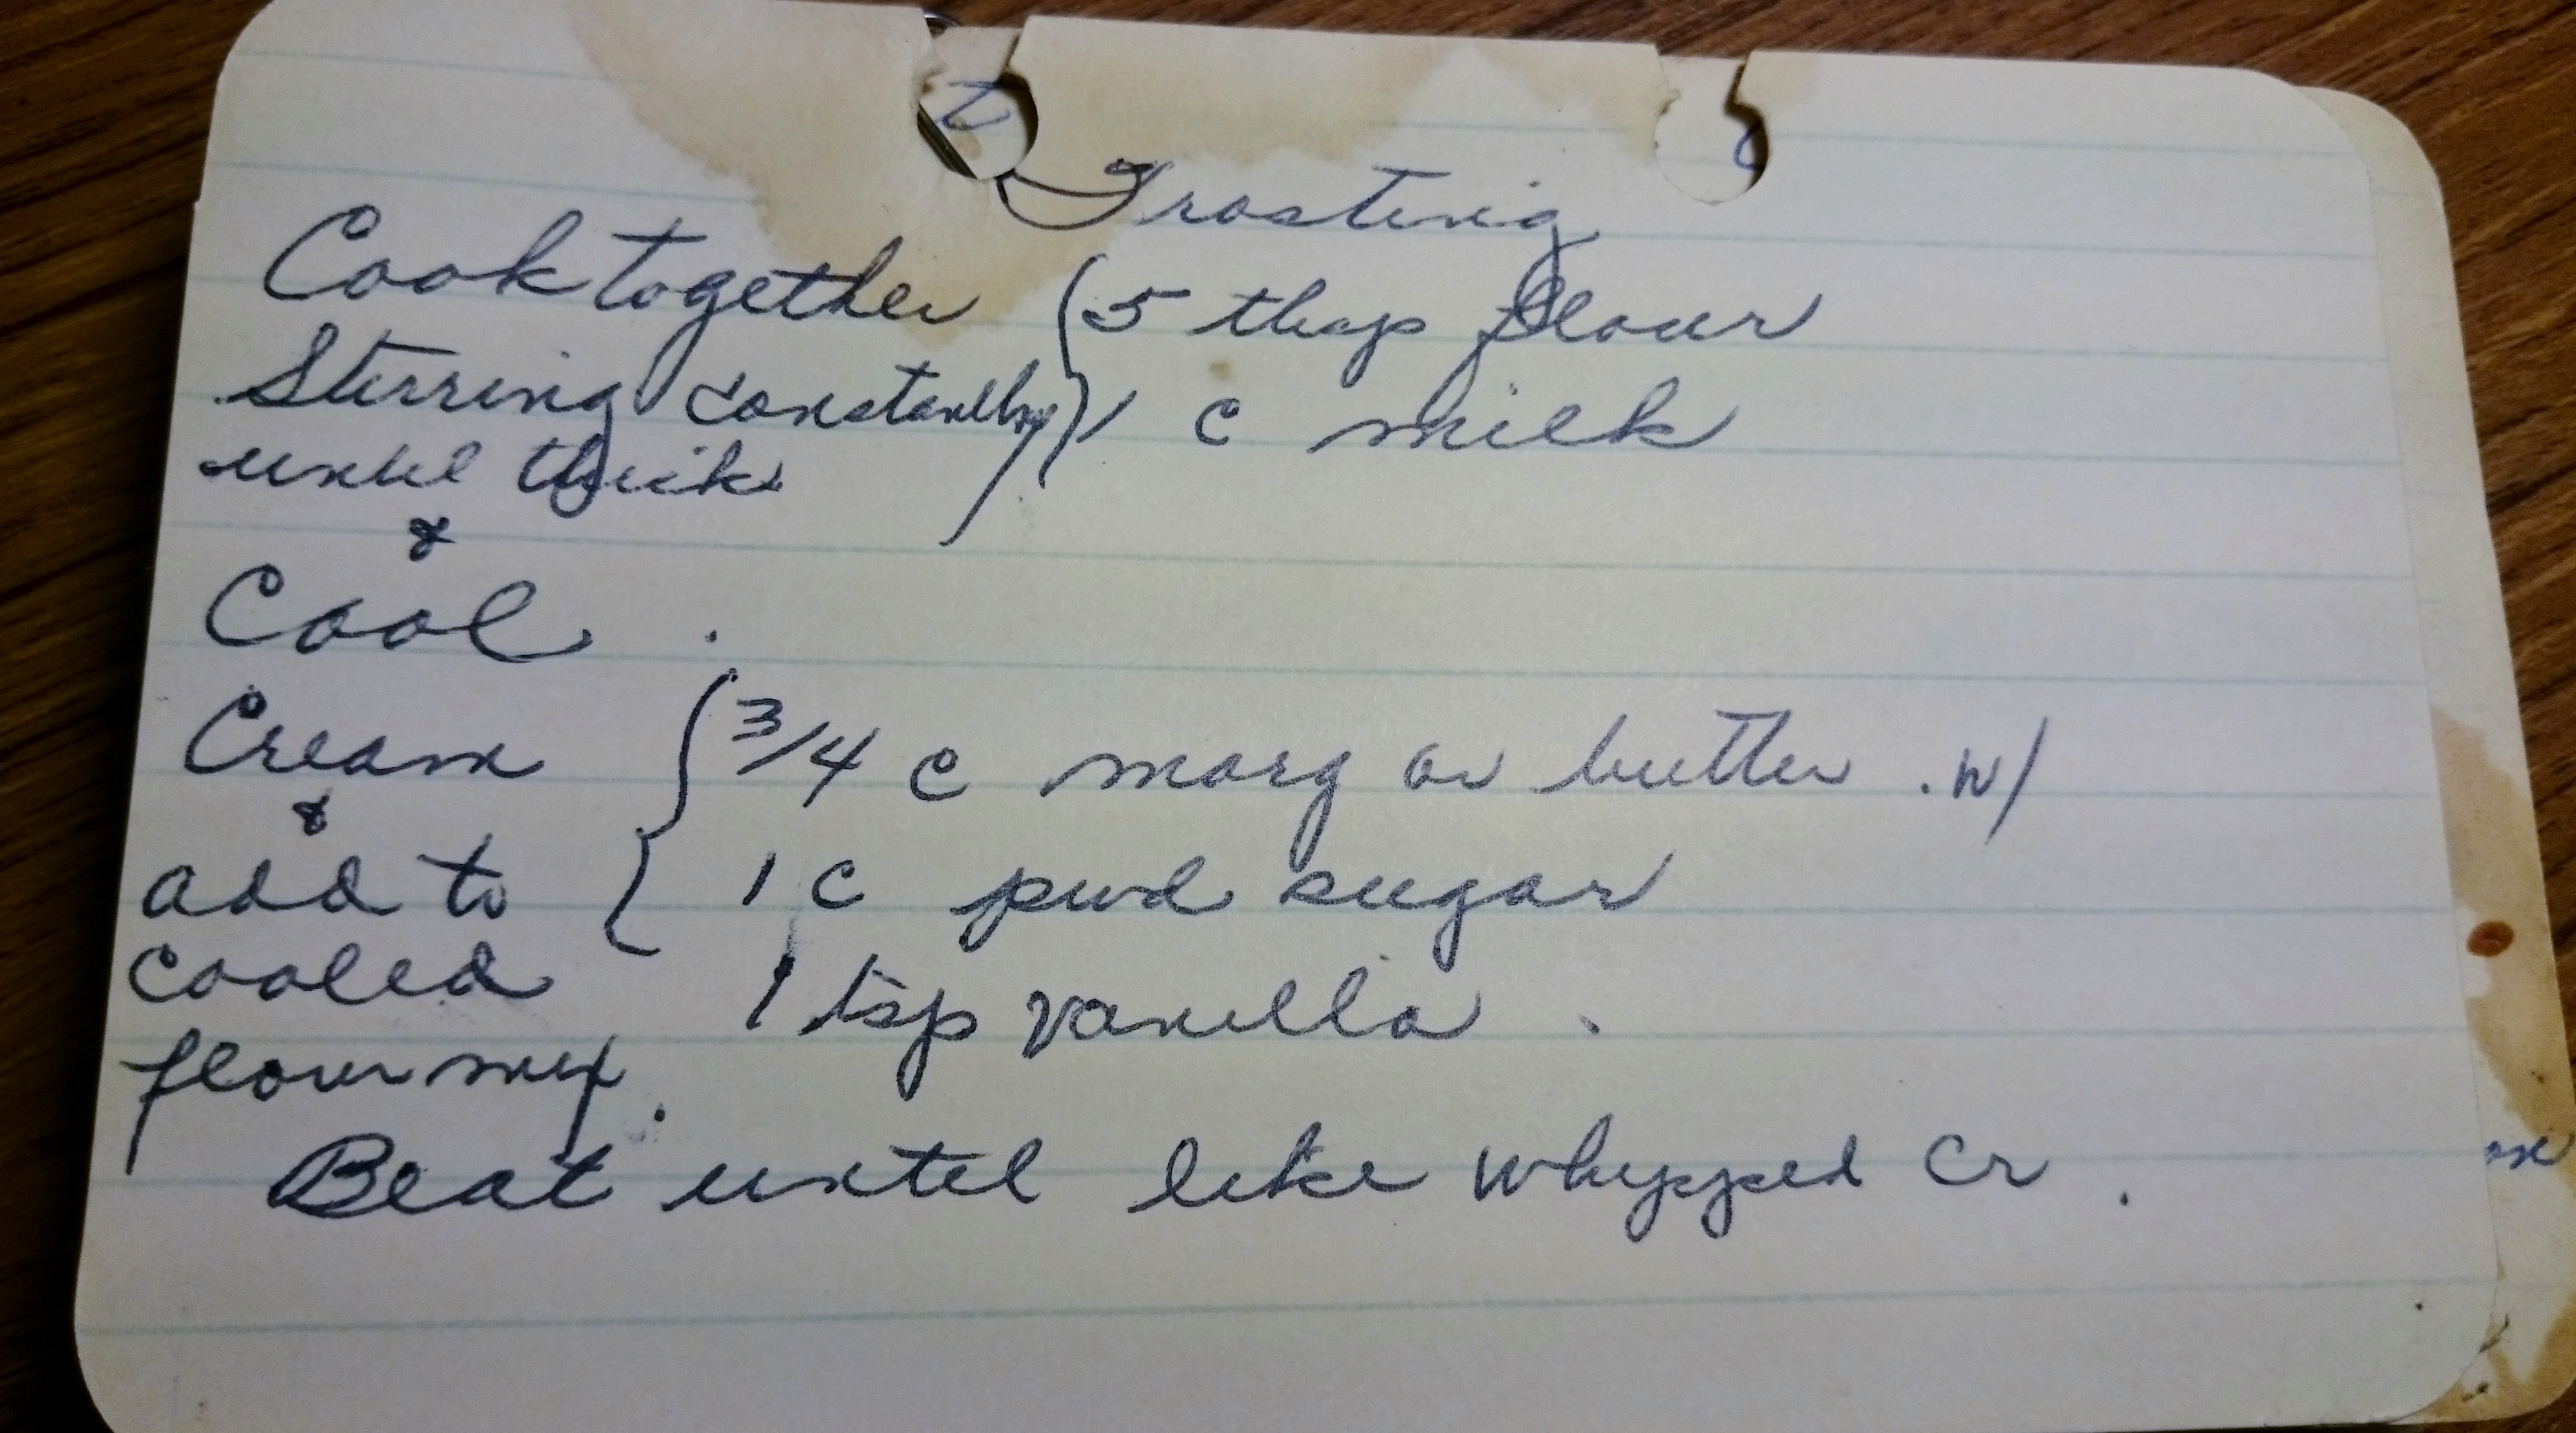 Frosting
Cook together { 5 tbsp flour
Stirring constantly } 1 c milk
until thick
&
Cool.
Cream { 3/4 c marg or butter . w/
&
add to { 1 c pwd sugar
cooled
1 tsp vanilla.
flour mix.
Beat until like whipped cr.